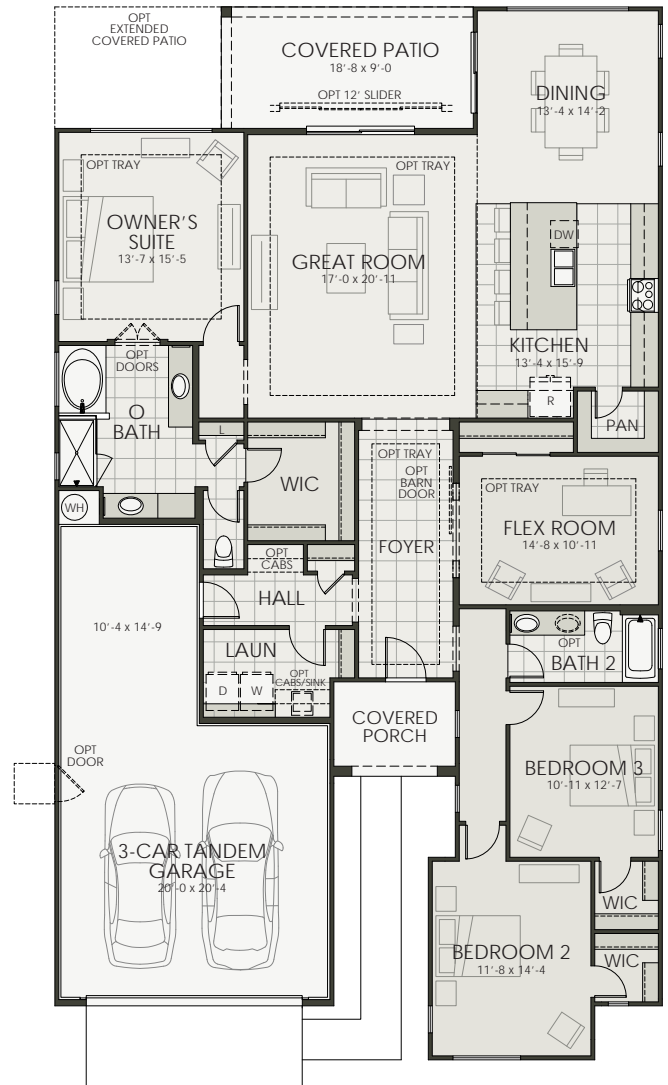 OPT
EXTENDED
COVERED PATIO
COVERED PATIO
18'-8 x 9'-0
OPT 12' SLIDER
DINING
13'-4 x 14'-2
OPT TRAY
OWNER'S
SUITE
13'-7 x 15'-5
OPT TRAY
GREAT ROOM
17'-0 x 20'-11
DW
KITCHEN
13'-4 x 15'-9
R
PAN
OPT
DOORS
O
BATH
L
WIC
WH
OPT TRAY
OPT
BARN
DOOR
FOYER
OPT TRAY
FLEX ROOM
14'-8 x 10'-11
OPT
CABS
HALL
10'-4 x 14'-9
LAUN
OPT
CABS/SINK
D
W
OPT
BATH 2
COVERED
PORCH
OPT
DOOR
BEDROOM 3
10'-11 x 12'-7
3-CAR TANDEM
GARAGE
20'-0 x 20'-4
WIC
BEDROOM 2
11'-8 x 14'-4
WIC